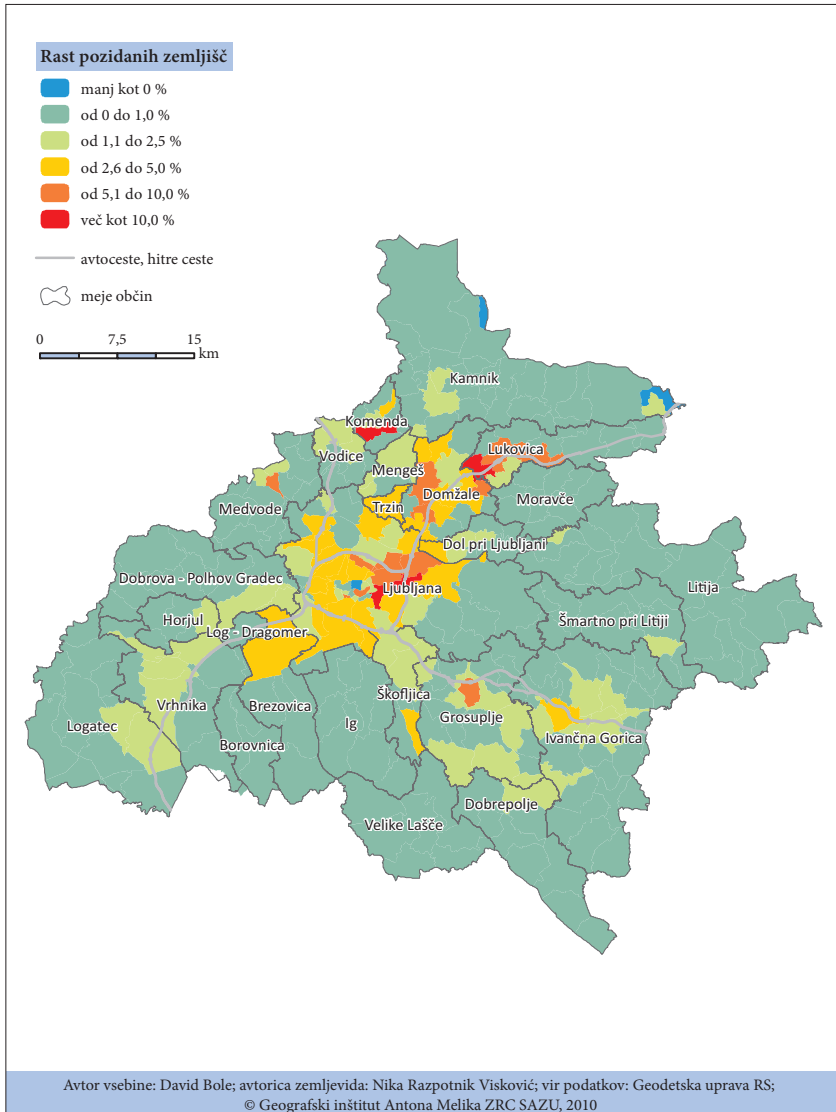 Rast pozidanih zemljišč
manj kot 0 %
od 0 do 1,0 %
od 1,1 do 2,5 %
od 2,6 do 5,0 %
od 5,1 do 10,0 %
več kot 10,0 %
avtoceste, hitre ceste
meje občin
0 7,5 15
km
Kamnik
Komenda
Lukovica
Vodice
Mengeš
Domžale
Moravče
Medvode
Trzin
Dol pri Ljubljani
Dobrova - Polhov Gradec
Ljubljana
Litija
Horjul
Šmartno pri Litiji
Log - Dragomer
Škofljica
Vrhnika
Brezovica
Grosuplje
Logatec
Ig
Ivančna Gorica
Borovnica
Dobrepolje
Velike Lašče
Avtor vsebine: David Bole; avtorica zemljevida: Nika Razpotnik Visković; vir podatkov: Geodetska uprava RS;
© Geografski inštitut Antona Melika ZRC SAZU, 2010